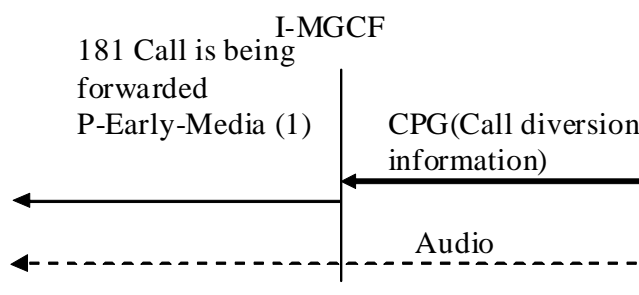 I-MGCF
181 Call is being
forwarded
P-Early-Media (1)
CPG(Call diversion
information)
Audio